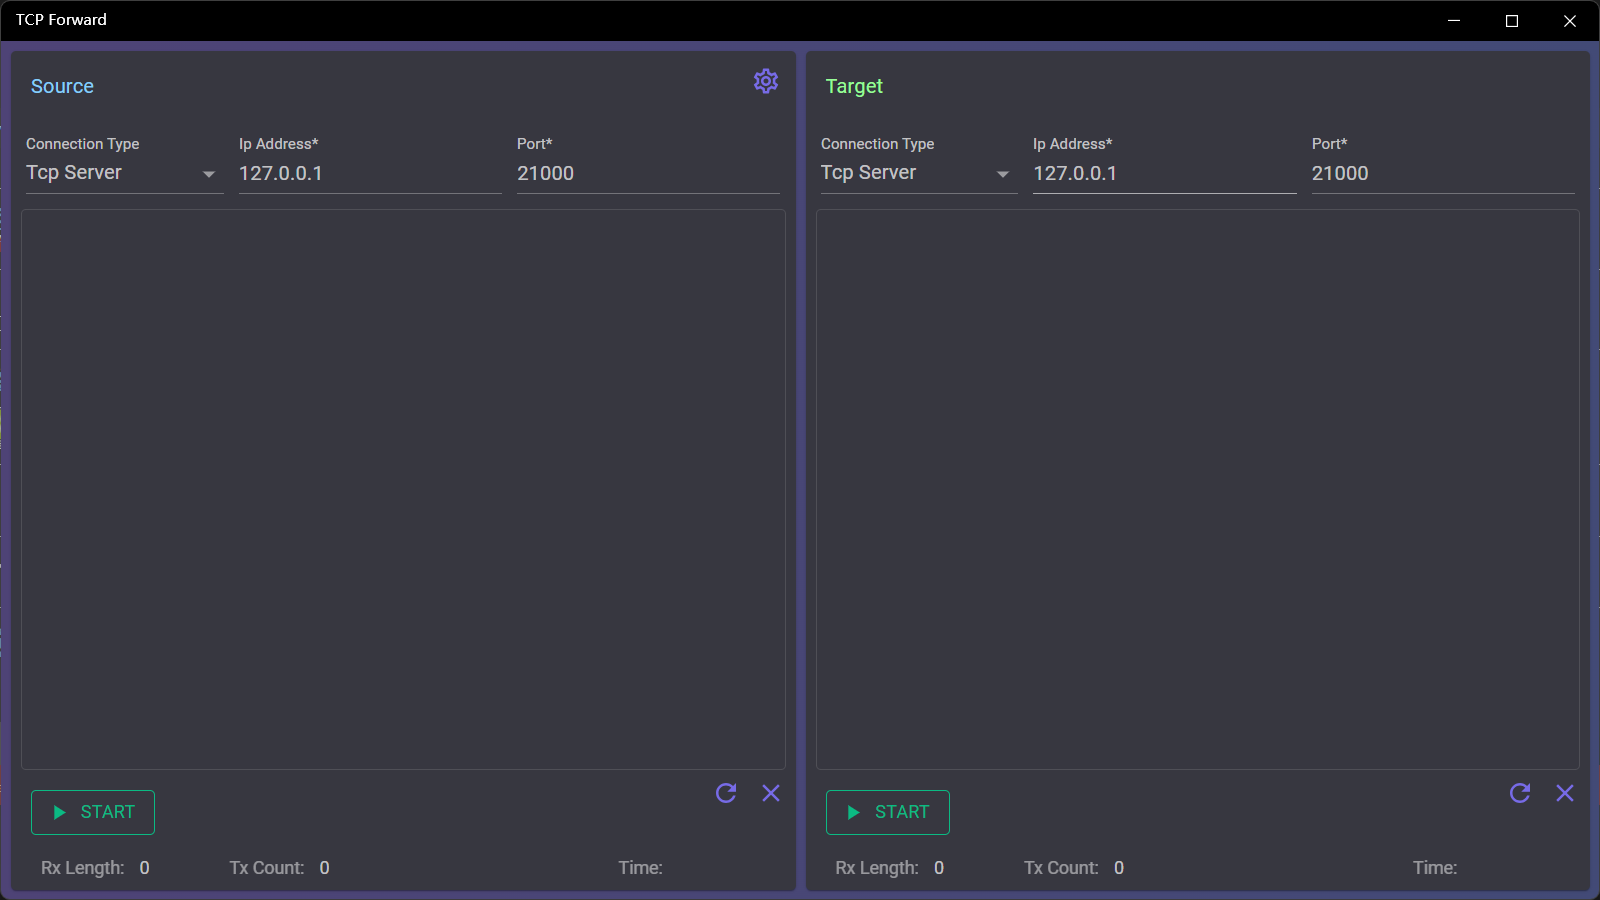 TCP Forward
Source
Connection Type
Ip Address*
Port*
Tcp Server
127.0.0.1
21000
START
Rx Length: 0
Tx Count: 0
Time:
Target
Connection Type
Ip Address*
Port*
Tcp Server
127.0.0.1
21000
START
Rx Length: 0
Tx Count: 0
Time: